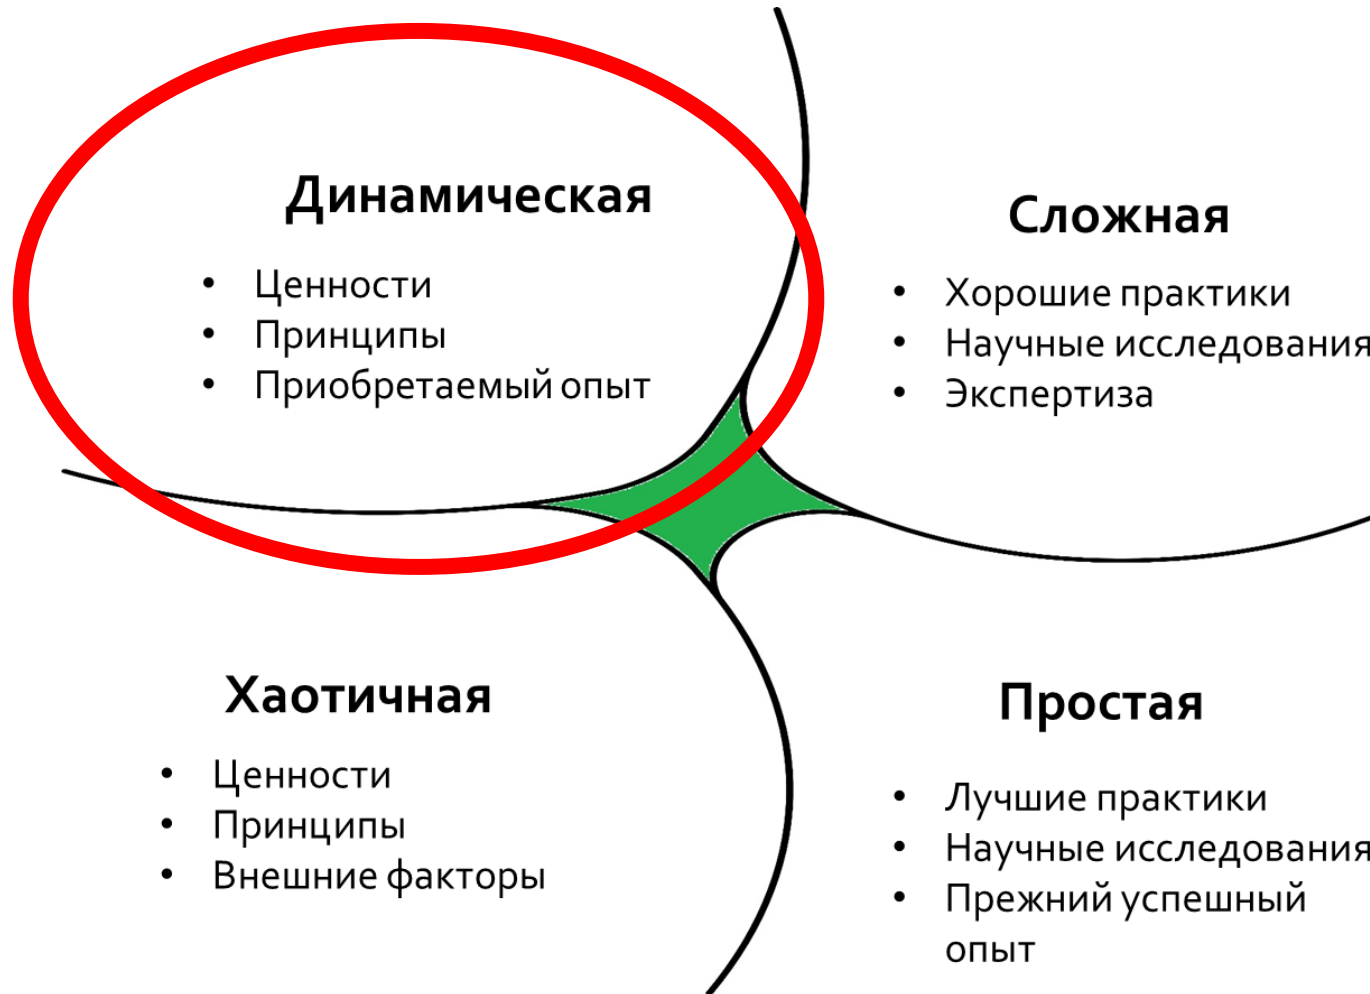 Динамическая
• Ценности
• Принципы
• Приобретаемый опыт
Сложная
• Хорошие практики
• Научные исследования
• Экспертиза
Хаотичная
• Ценности
• Принципы
• Внешние факторы
Простая
• Лучшие практики
• Научные исследования
• Прежний успешный
опыт